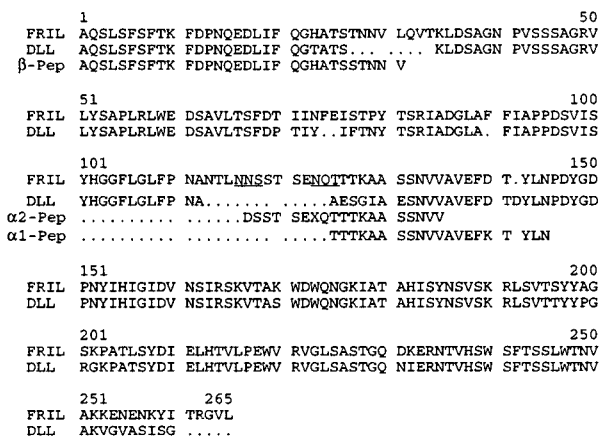 1 50
FRIL AQSLSFSFTK FDPNQEDLIF QGHATSTNNV LQVTKLDSAGN PVSSSAGRV
DLL AQSLSFSFTK FDPNQEDLIF QGTATS.... ....KLDSAGN PVSSSAGRV
β-Pep AQSLSFSFTK FDPNQEDLIF QGHATSSTNN V
51 100
FRIL LYSAPLRLWE DSAVLTSFDT IINFEISTPY TSRIADGLAF FIAPPDSVIS
DLL LYSAPLRLWE DSAVLTSFDP TIY..IFTNY TSRIADGLA. FIAPPDSVIS
101 150
FRIL YHGGFLGLFP NANTLNNSST SENQTTTKAA SSNVVAVEFD T.YLNPDYGD
DLL YHGGFLGLFP NA........ ...AESGIA ESNVVAVEFD TDYLNPDYGD
α2-Pep .......... .....DSSTS SEXQTTTKAA SSNVV
α1-Pep .......... .......... ...TTTKAA SSNVVAVEFK T YLN
151 200
FRIL PNYIHIGIDV NSIRSKVTAK WDWQNGKIAT AHISYNSVSK RLSVTSYYAG
DLL PNYIHIGIDV NSIRSKVTAS WDWQNGKIAT AHISYNSVSK RLSVTTYYPG
201 250
FRIL SKPATLSYDI ELHTVLPEWV RVGLSASTGQ DKERNTVHSW SFTSSLWTNV
DLL RGKPATSYDI ELHTVLPEWV RVGLSASTGQ NIERNTVHSW SFTSSLWTNV
251 265
FRIL AKKENENKYI TRGVL
DLL AKVGVASISG .....